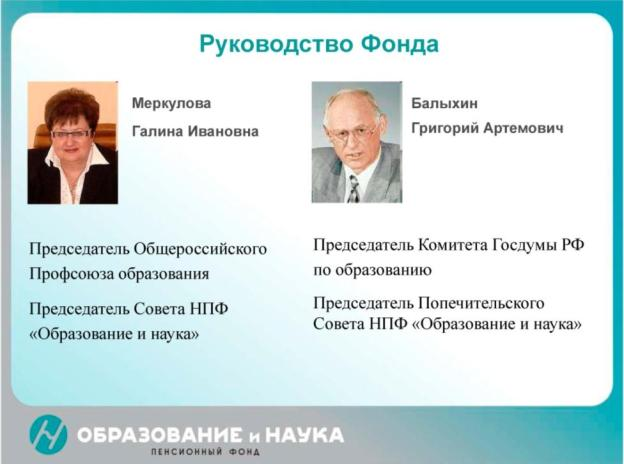 Руководство Фонда
Меркулова
Галина Ивановна
Председатель Общероссийского
Профсоюза образования
Председатель Совета НПФ
«Образование и наука»
Балыхин
Григорий Артемович
Председатель Комитета Госдумы РФ
по образованию
Председатель Попечительского
Совета НПФ «Образование и наука»
ОБРАЗОВАНИЕ и НАУКА
ПЕНСИОННЫЙ ФОНД